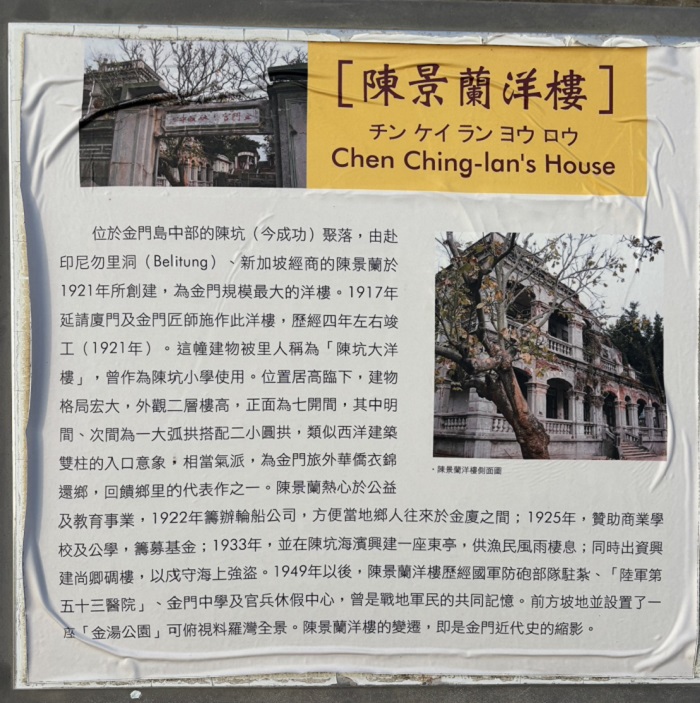 [陳景蘭洋樓]
チン ケイ ラン ヨウ ロウ
Chen Ching-lan's House
位於金門島中部的陳坑（今成功）聚落，由赴
印尼勿里洞（Belitung）、新加坡經商的陳景蘭於
1921年所創建，為金門規模最大的洋樓。1917年
延請廈門及金門匠師施作此洋樓，歷經四年左右竣
工（1921年）。這幢建物被里人稱為「陳坑大洋
樓」，曾作為陳坑小學使用。位置居高臨下，建物
格局宏大，外觀二層樓高，正面為七開間，其中明
間、次間為一大弧拱搭配二小圓拱，類似西洋建築
雙柱的入口意象，相當氣派，為金門旅外華僑衣錦
還鄉，回饋鄉里的代表作之一。陳景蘭熱心於公益
及教育事業，1922年籌辦輪船公司，方便當地鄉人往來於金廈之間；1925年，贊助商業學
校及公學，籌募基金；1933年，並在陳坑海濱興建一座東亭，供漁民風雨棲息；同時出資興
建尚卿碉樓，以戍守海上強盜。1949年以後，陳景蘭洋樓歷經國軍防砲部隊駐紮、「陸軍第
五十三醫院」、金門中學及官兵休假中心，曾是戰地軍民的共同記憶。前方坡地並設置了一
座「金湯公園」可俯視料羅灣全景。陳景蘭洋樓的變遷，即是金門近代史的縮影。
・陳景蘭洋樓側面圖